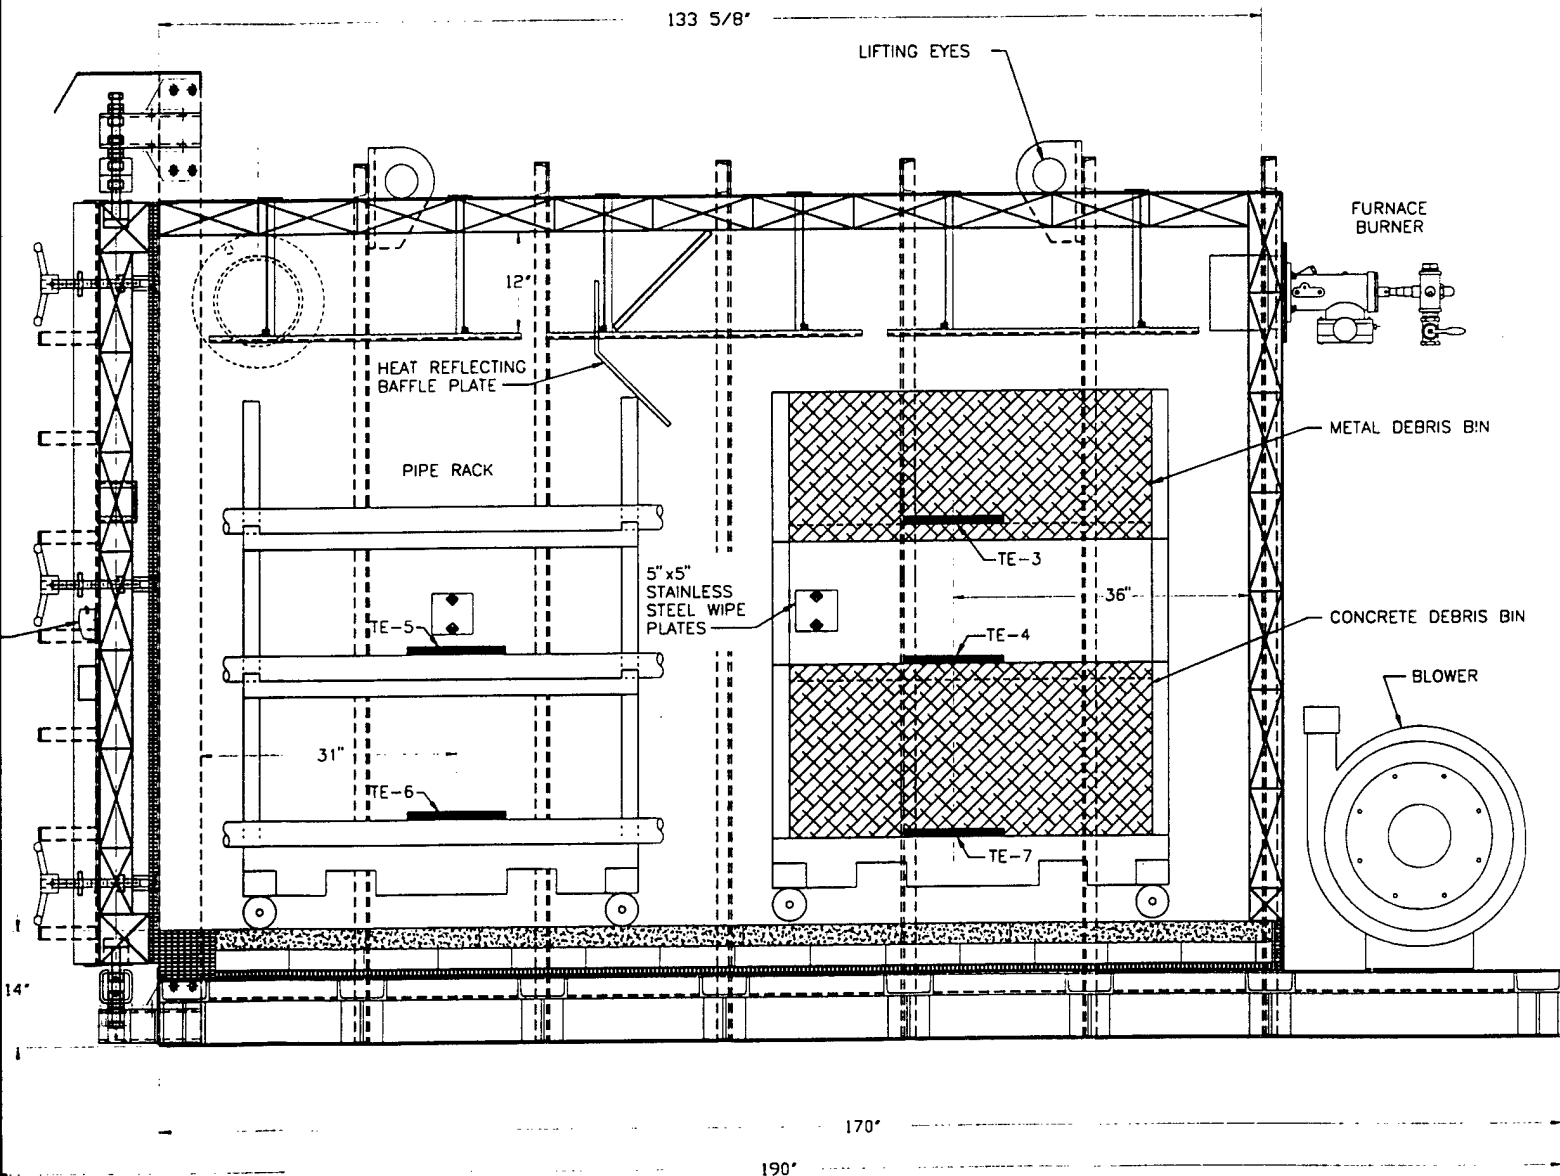 133 5/8"
LIFTING EYES
FURNACE
BURNER
12"
HEAT REFLECTING
BAFFLE PLATE
METAL DEBRIS BIN
PIPE RACK
TE-3
5"x5"
STAINLESS
STEEL WIPE
PLATES
36"
TE-5
TE-4
CONCRETE DEBRIS BIN
BLOWER
31"
TE-6
TE-7
14"
170"
190"